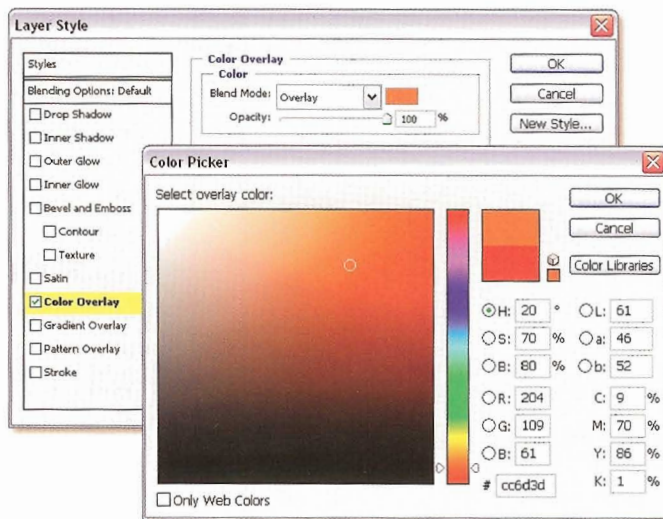 Layer Style
Styles
Blending Options: Default
Drop Shadow
Inner Shadow
Outer Glow
Inner Glow
Bevel and Emboss
Contour
Texture
Satin
Color Overlay
Gradient Overlay
Pattern Overlay
Stroke
Color Overlay
Color
Blend Mode: Overlay
Opacity: 100 %
OK
Cancel
New Style...
Color Picker
Select overlay color:
OK
Cancel
Color Libraries
H: 20 ° L: 61
S: 70 % a: 46
B: 80 % b: 52
R: 204 C: 9 %
G: 109 M: 70 %
B: 61 Y: 86 %
# cc6d3d K: 1 %
Only Web Colors